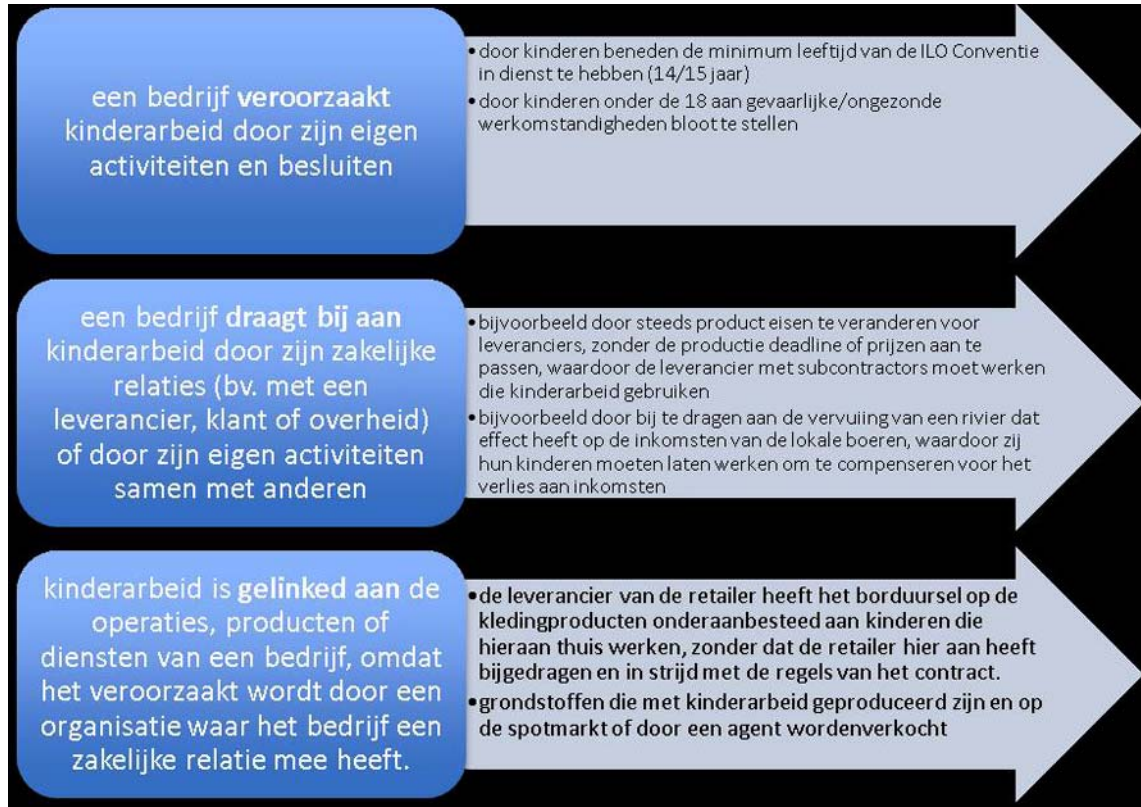 een bedrijf veroorzaakt
kinderarbeid door zijn eigen
activiteiten en besluiten
•door kinderen beneden de minimum leeftijd van de ILO Conventie
in dienst te hebben (14/15 jaar)
•door kinderen onder de 18 aan gevaarlijke/ongezonde
werkomstandigheden bloot te stellen
een bedrijf draagt bij aan
kinderarbeid door zijn zakelijke
relaties (bv. met een
leverancier, klant of overheid)
of door zijn eigen activiteiten
samen met anderen
•bijvoorbeeld door steeds product eisen te veranderen voor
leveranciers, zonder de productie deadline of prijzen aan te
passen, waardoor de leverancier met subcontractors moet werken
die kinderarbeid gebruiken
•bijvoorbeeld door bij te dragen aan de vervuiing van een rivier dat
effect heeft op de inkomsten van de lokale boeren, waardoor zij
hun kinderen moeten laten werken om te compenseren voor het
verlies aan inkomsten
kinderarbeid is gelinked aan de
operaties, producten of
diensten van een bedrijf, omdat
het veroorzaakt wordt door een
organisatie waar het bedrijf een
zakelijke relatie mee heeft.
•de leverancier van de retailer heeft het borduursel op de
kledingproducten onderaanbesteed aan kinderen die
hieraan thuis werken, zonder dat de retailer hier aan heeft
bijgedragen en in strijd met de regels van het contract.
•grondstoffen die met kinderarbeid geproduceerd zijn en op
de spotmarkt of door een agent wordenverkocht